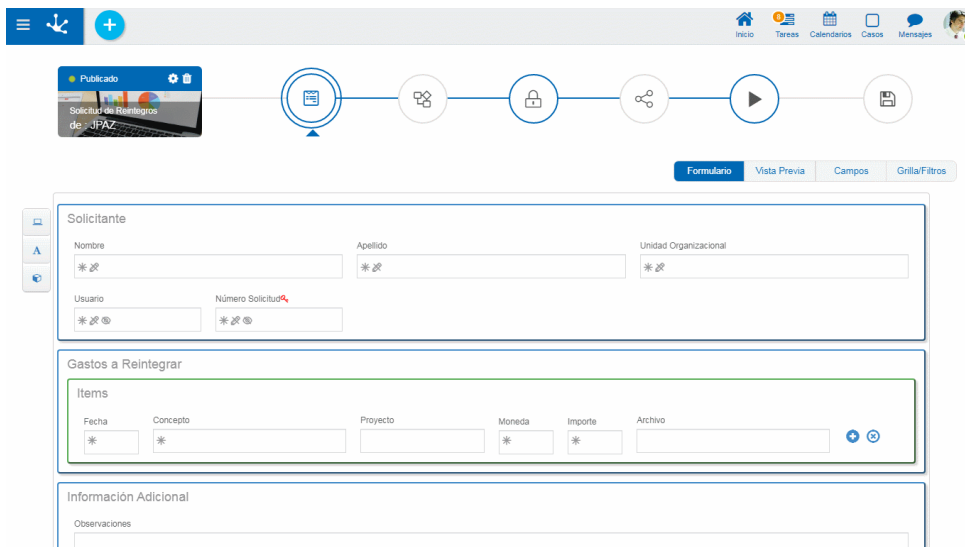 Inicio
8
Tareas
Calendarios
Casos
Mensajes
Publicado
Solicitud de Reintegros
de : JPAZ
Formulario Vista Previa Campos Grilla/Filtros
A
Solicitante
Nombre Apellido Unidad Organizacional
Usuario Número Solicitud
Gastos a Reintegrar
Items
Fecha Concepto Proyecto Moneda Importe Archivo
Información Adicional
Observaciones